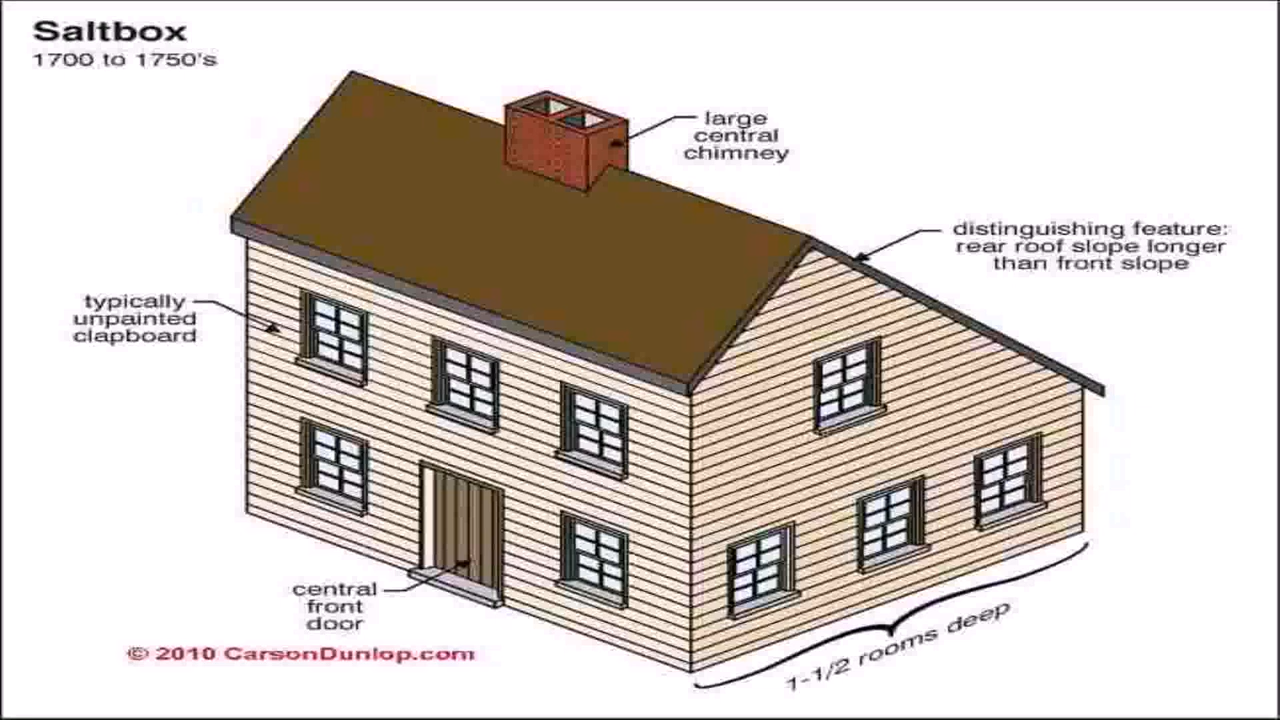 Saltbox
1700 to 1750's
large
central
chimney
distinguishing feature:
rear roof slope longer
than front slope
typically
unpainted
clapboard
central
front
door
1-1/2 rooms deep
© 2010 CarsonDunlop.com